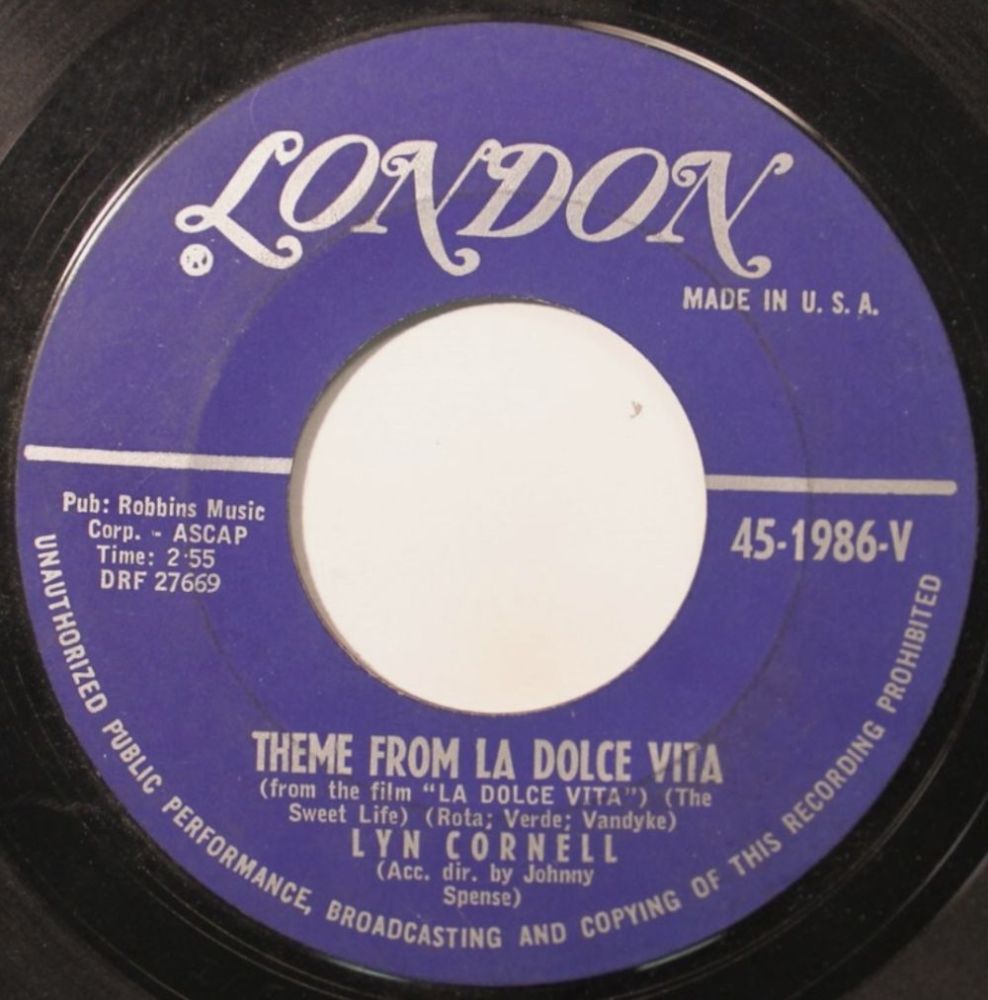 LONDON
®
MADE IN U. S. A.
Pub: Robbins Music
Corp. - ASCAP
Time: 2:55
DRF 27669
45-1986-V
THEME FROM LA DOLCE VITA
(from the film "LA DOLCE VITA") (The
Sweet Life) (Rota; Verde; Vandyke)
LYN CORNELL
(Acc. dir. by Johnny
Spense)
UNAUTHORIZED PUBLIC PERFORMANCE, BROADCASTING AND COPYING OF THIS RECORDING PROHIBITED